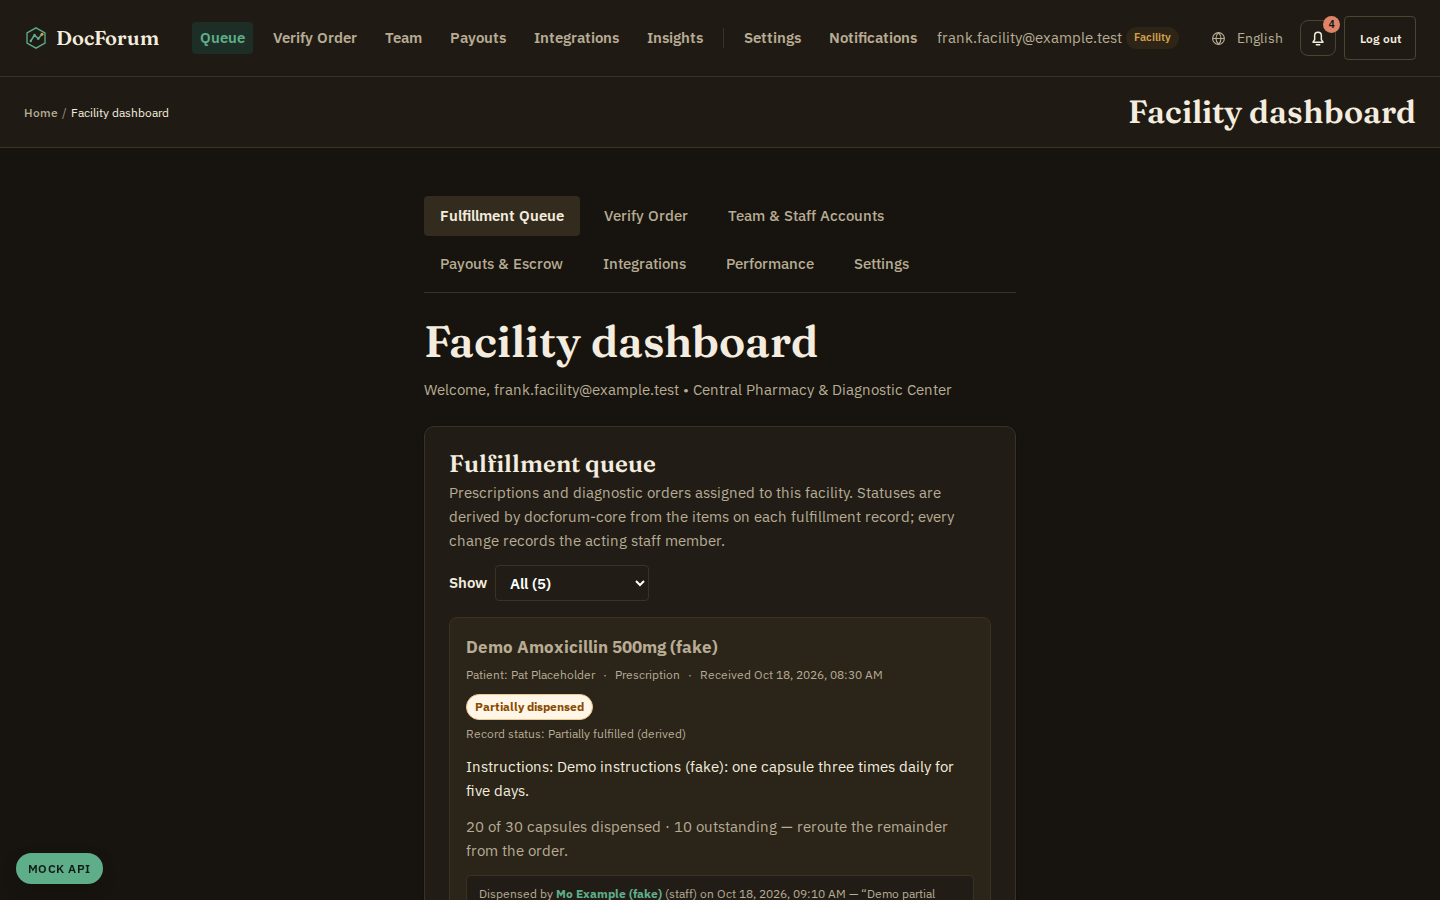 DocForum
Queue Verify Order Team Payouts Integrations Insights Settings Notifications frank.facility@example.test Facility English 4 Log out
Home / Facility dashboard
Facility dashboard
Fulfillment Queue Verify Order Team & Staff Accounts
Payouts & Escrow Integrations Performance Settings
Facility dashboard
Welcome, frank.facility@example.test • Central Pharmacy & Diagnostic Center
Fulfillment queue
Prescriptions and diagnostic orders assigned to this facility. Statuses are
derived by docforum-core from the items on each fulfillment record; every
change records the acting staff member.
Show All (5)
Demo Amoxicillin 500mg (fake)
Patient: Pat Placeholder · Prescription · Received Oct 18, 2026, 08:30 AM
Partially dispensed
Record status: Partially fulfilled (derived)
Instructions: Demo instructions (fake): one capsule three times daily for
five days.
20 of 30 capsules dispensed · 10 outstanding — reroute the remainder
from the order.
Dispensed by Mo Example (fake) (staff) on Oct 18, 2026, 09:10 AM — “Demo partial
MOCK API